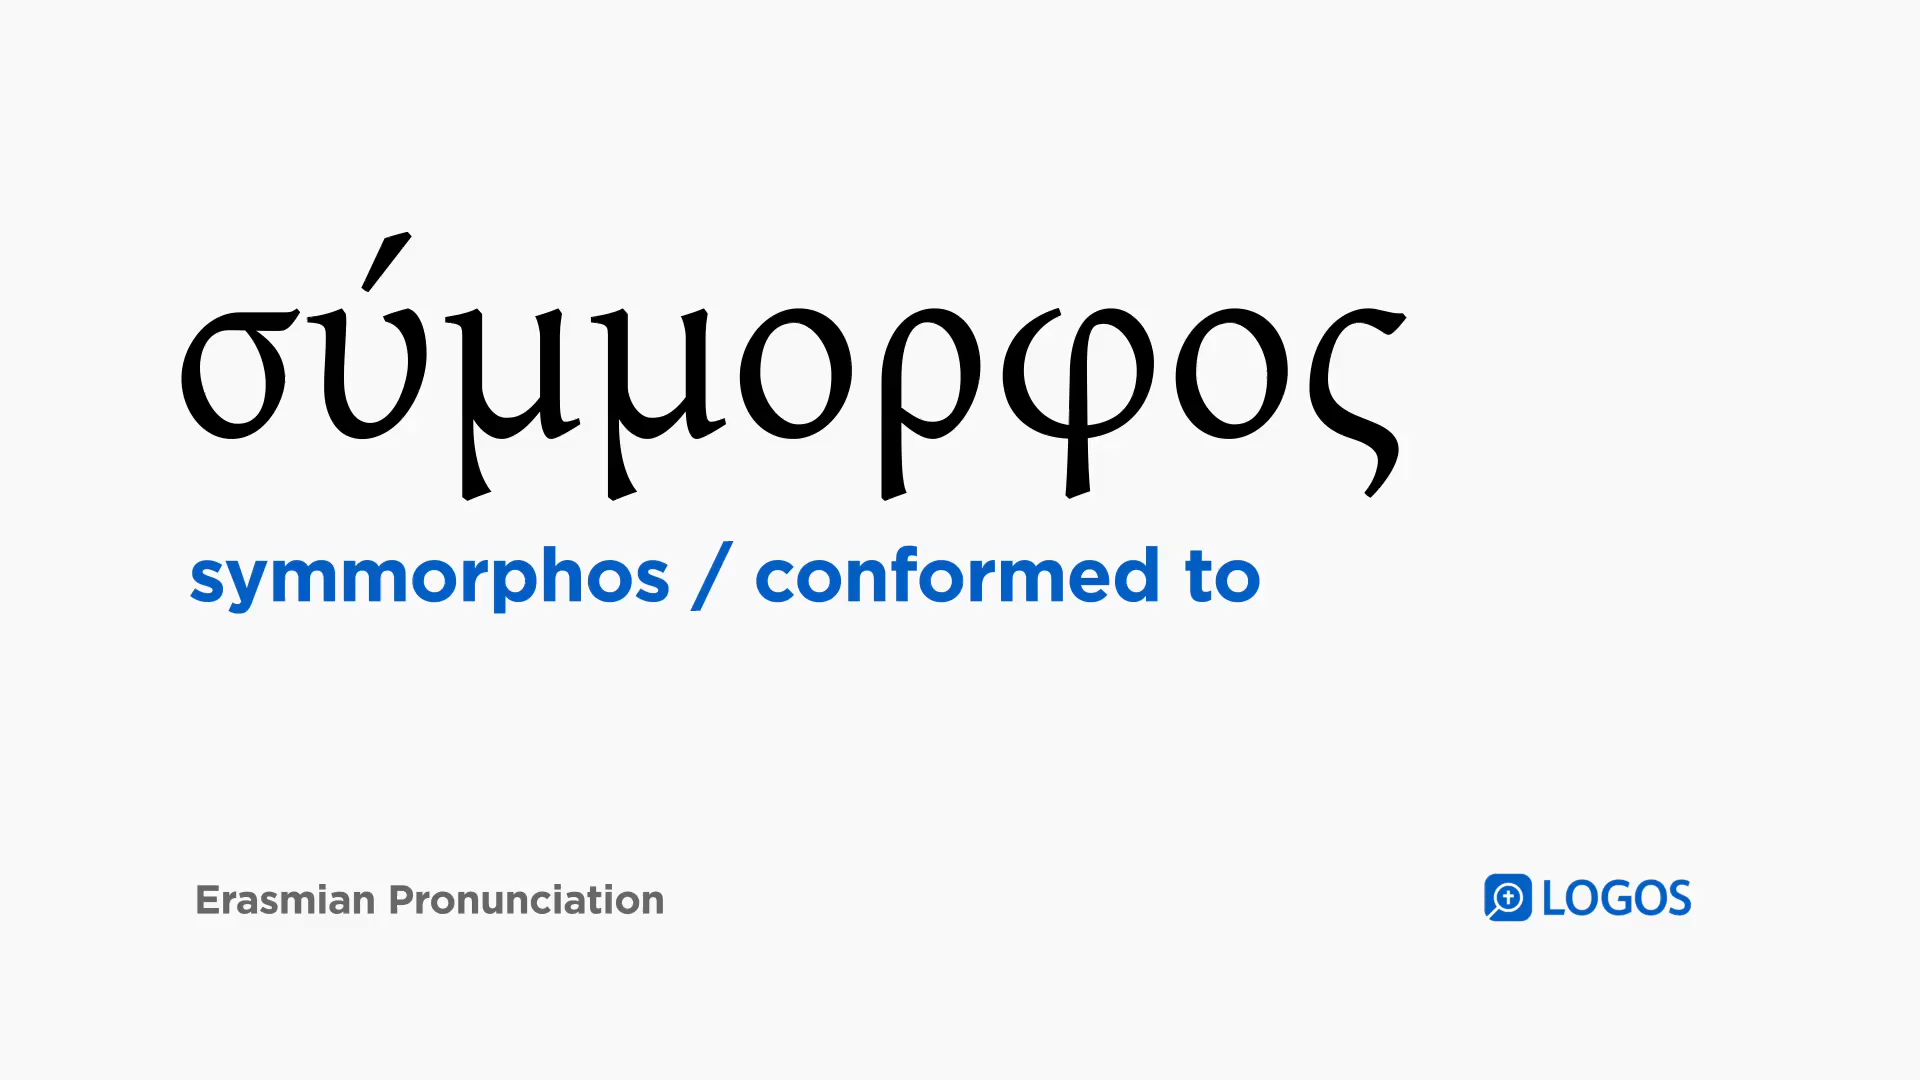 σύμμορφος
symmorphos / conformed to
Erasmian Pronunciation
LOGOS